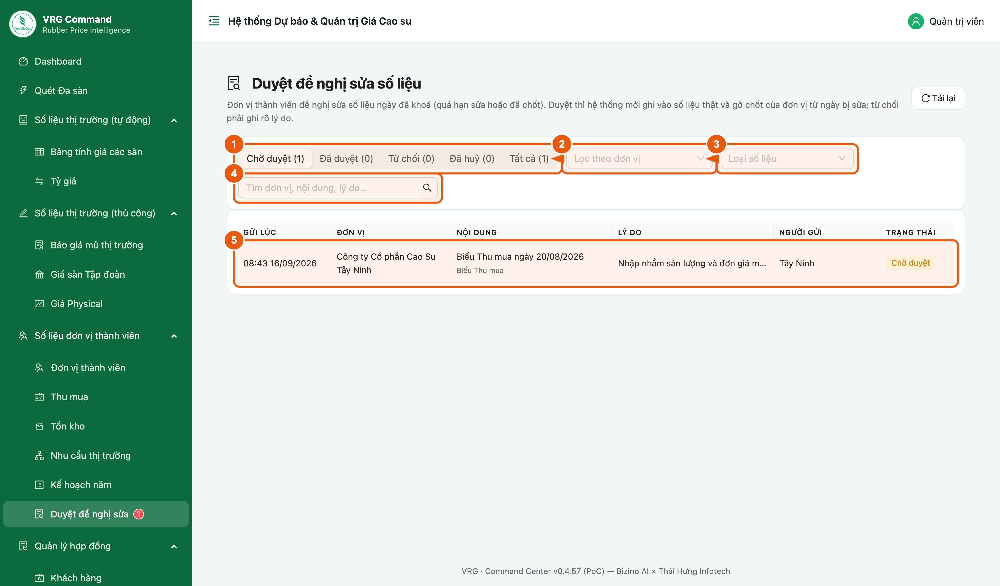 VRG Command
Rubber Price Intelligence
Dashboard
Quét Đa sàn
Số liệu thị trường (tự động)
Bảng tính giá các sàn
Tỷ giá
Số liệu thị trường (thủ công)
Báo giá mủ thị trường
Giá sàn Tập đoàn
Giá Physical
Số liệu đơn vị thành viên
Đơn vị thành viên
Thu mua
Tồn kho
Nhu cầu thị trường
Kế hoạch năm
Duyệt đề nghị sửa 1
Quản lý hợp đồng
Khách hàng
Hệ thống Dự báo & Quản trị Giá Cao su
Quản trị viên
Duyệt đề nghị sửa số liệu
Đơn vị thành viên đề nghị sửa số liệu ngày đã khoá (quá hạn sửa hoặc đã chốt). Duyệt thì hệ thống mới ghi vào số liệu thật và gỡ chốt của đơn vị từ ngày bị sửa; từ chối
phải ghi rõ lý do.
Tải lại
1 2 3
Chờ duyệt (1) Đã duyệt (0) Từ chối (0) Đã huỷ (0) Tất cả (1) Lọc theo đơn vị Loại số liệu
4
Tìm đơn vị, nội dung, lý do...
GỬI LÚC ĐƠN VỊ NỘI DUNG LÝ DO NGƯỜI GỬI TRẠNG THÁI
5
08:43 16/09/2026
Công ty Cổ phần Cao Su
Tây Ninh
Biểu Thu mua ngày 20/08/2026
Biểu Thu mua
Nhập nhầm sản lượng và đơn giá m...
Tây Ninh
Chờ duyệt
VRG · Command Center v0.4.57 (PoC) — Bizino AI × Thái Hưng Infotech